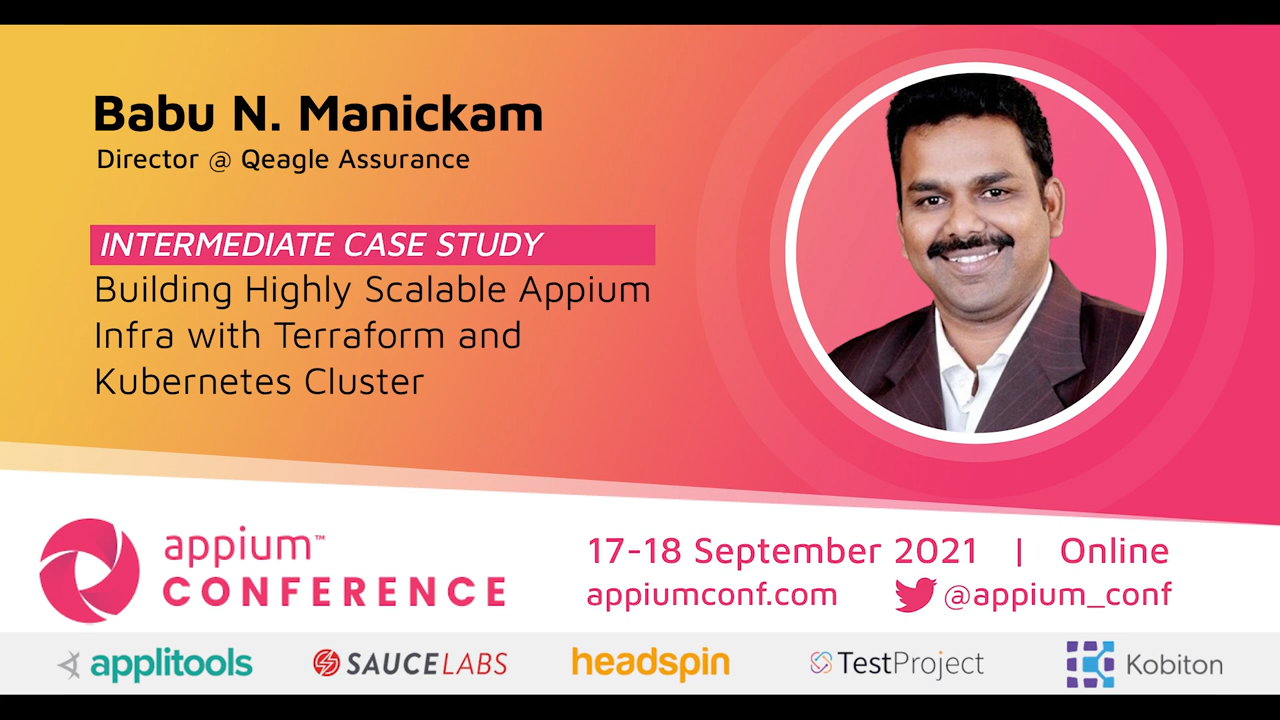 Babu N. Manickam
Director @ Qeagle Assurance
INTERMEDIATE CASE STUDY
Building Highly Scalable Appium
Infra with Terraform and
Kubernetes Cluster
appium™
CONFERENCE
17-18 September 2021 | Online
appiumconf.com @appium_conf
applitools SAUCELABS headspin TestProject Kobiton